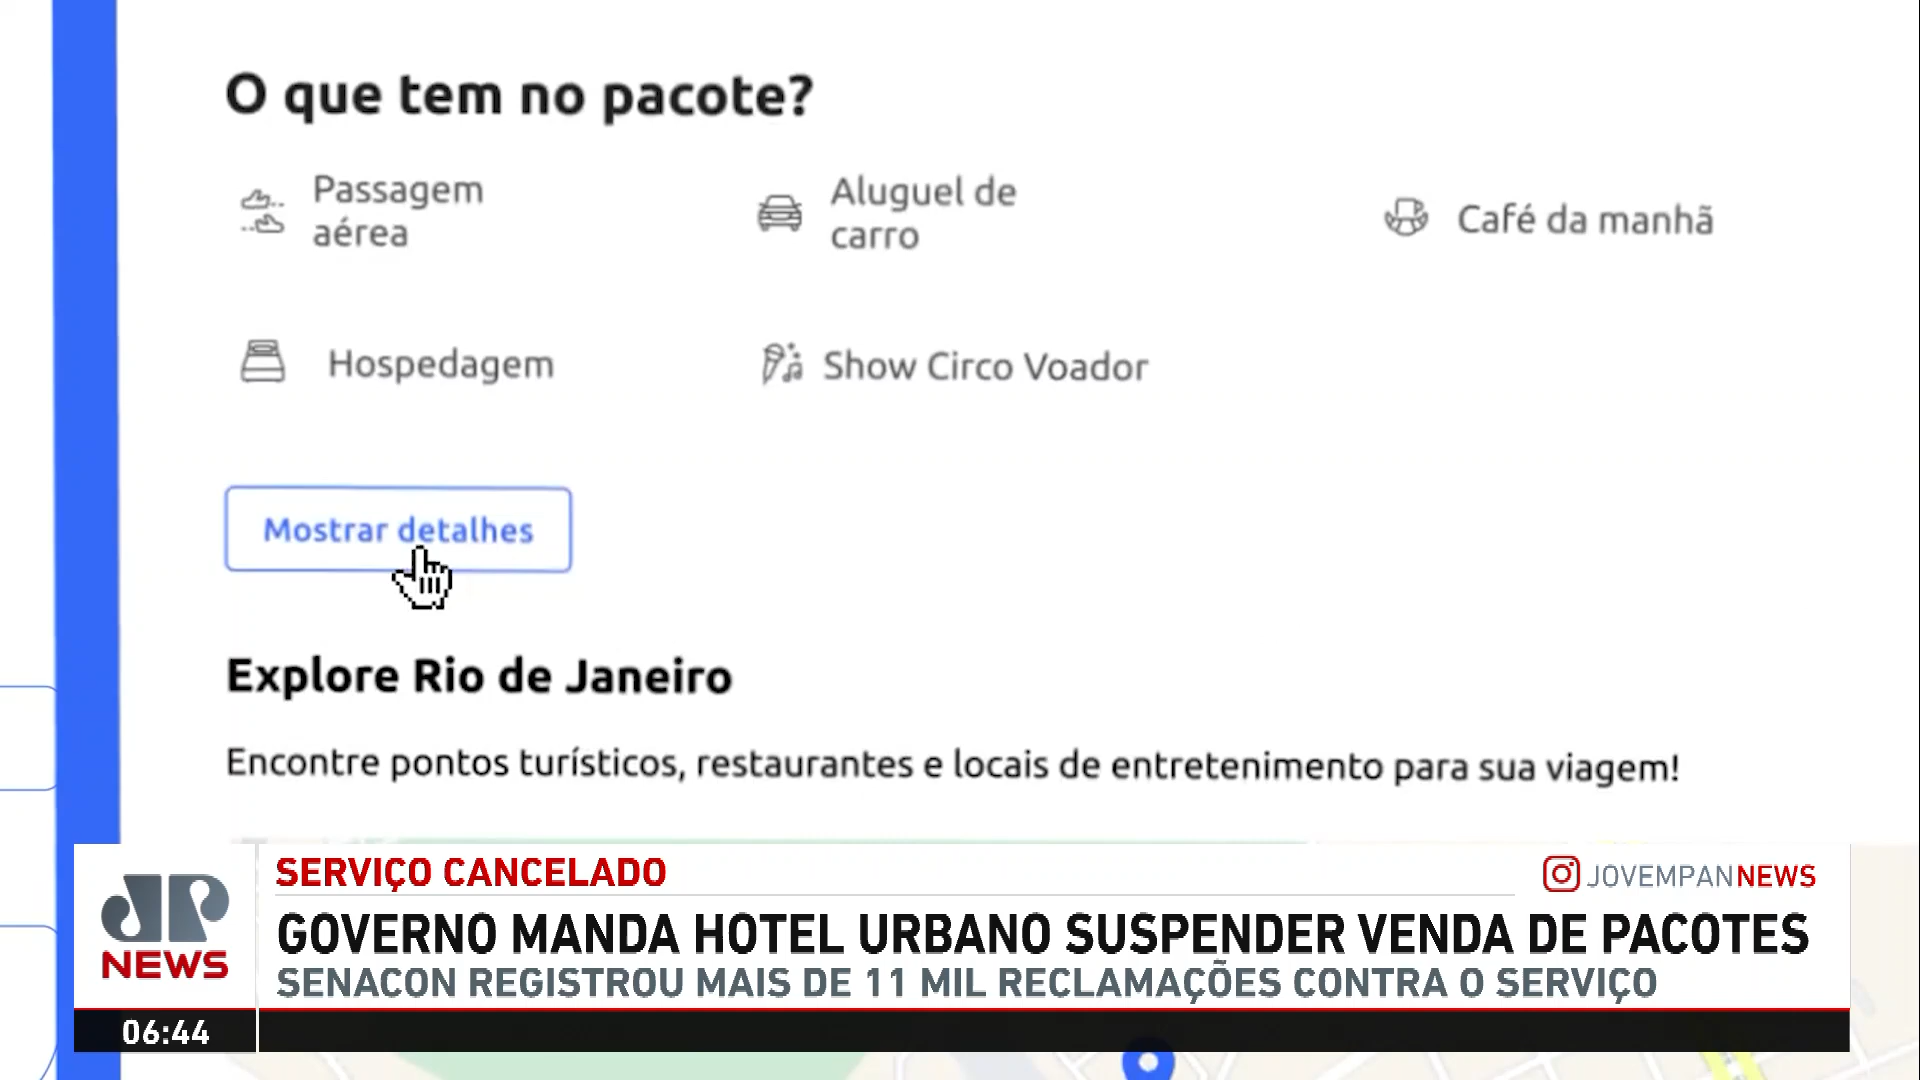 O que tem no pacote?
Passagem
aérea
Aluguel de
carro
Café da manhã
Hospedagem
Show Circo Voador
Mostrar detalhes
Explore Rio de Janeiro
Encontre pontos turísticos, restaurantes e locais de entretenimento para sua viagem!
SERVIÇO CANCELADO
JOVEMPANNEWS
JP
NEWS
GOVERNO MANDA HOTEL URBANO SUSPENDER VENDA DE PACOTES
SENACON REGISTROU MAIS DE 11 MIL RECLAMAÇÕES CONTRA O SERVIÇO
06:44